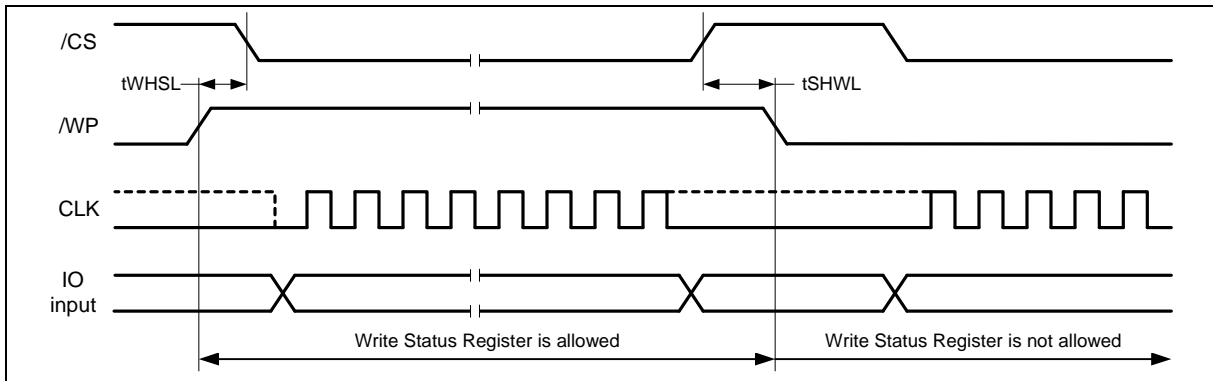 /CS
tWHSL
tSHWL
/WP
CLK
IO
input
Write Status Register is allowed
Write Status Register is not allowed